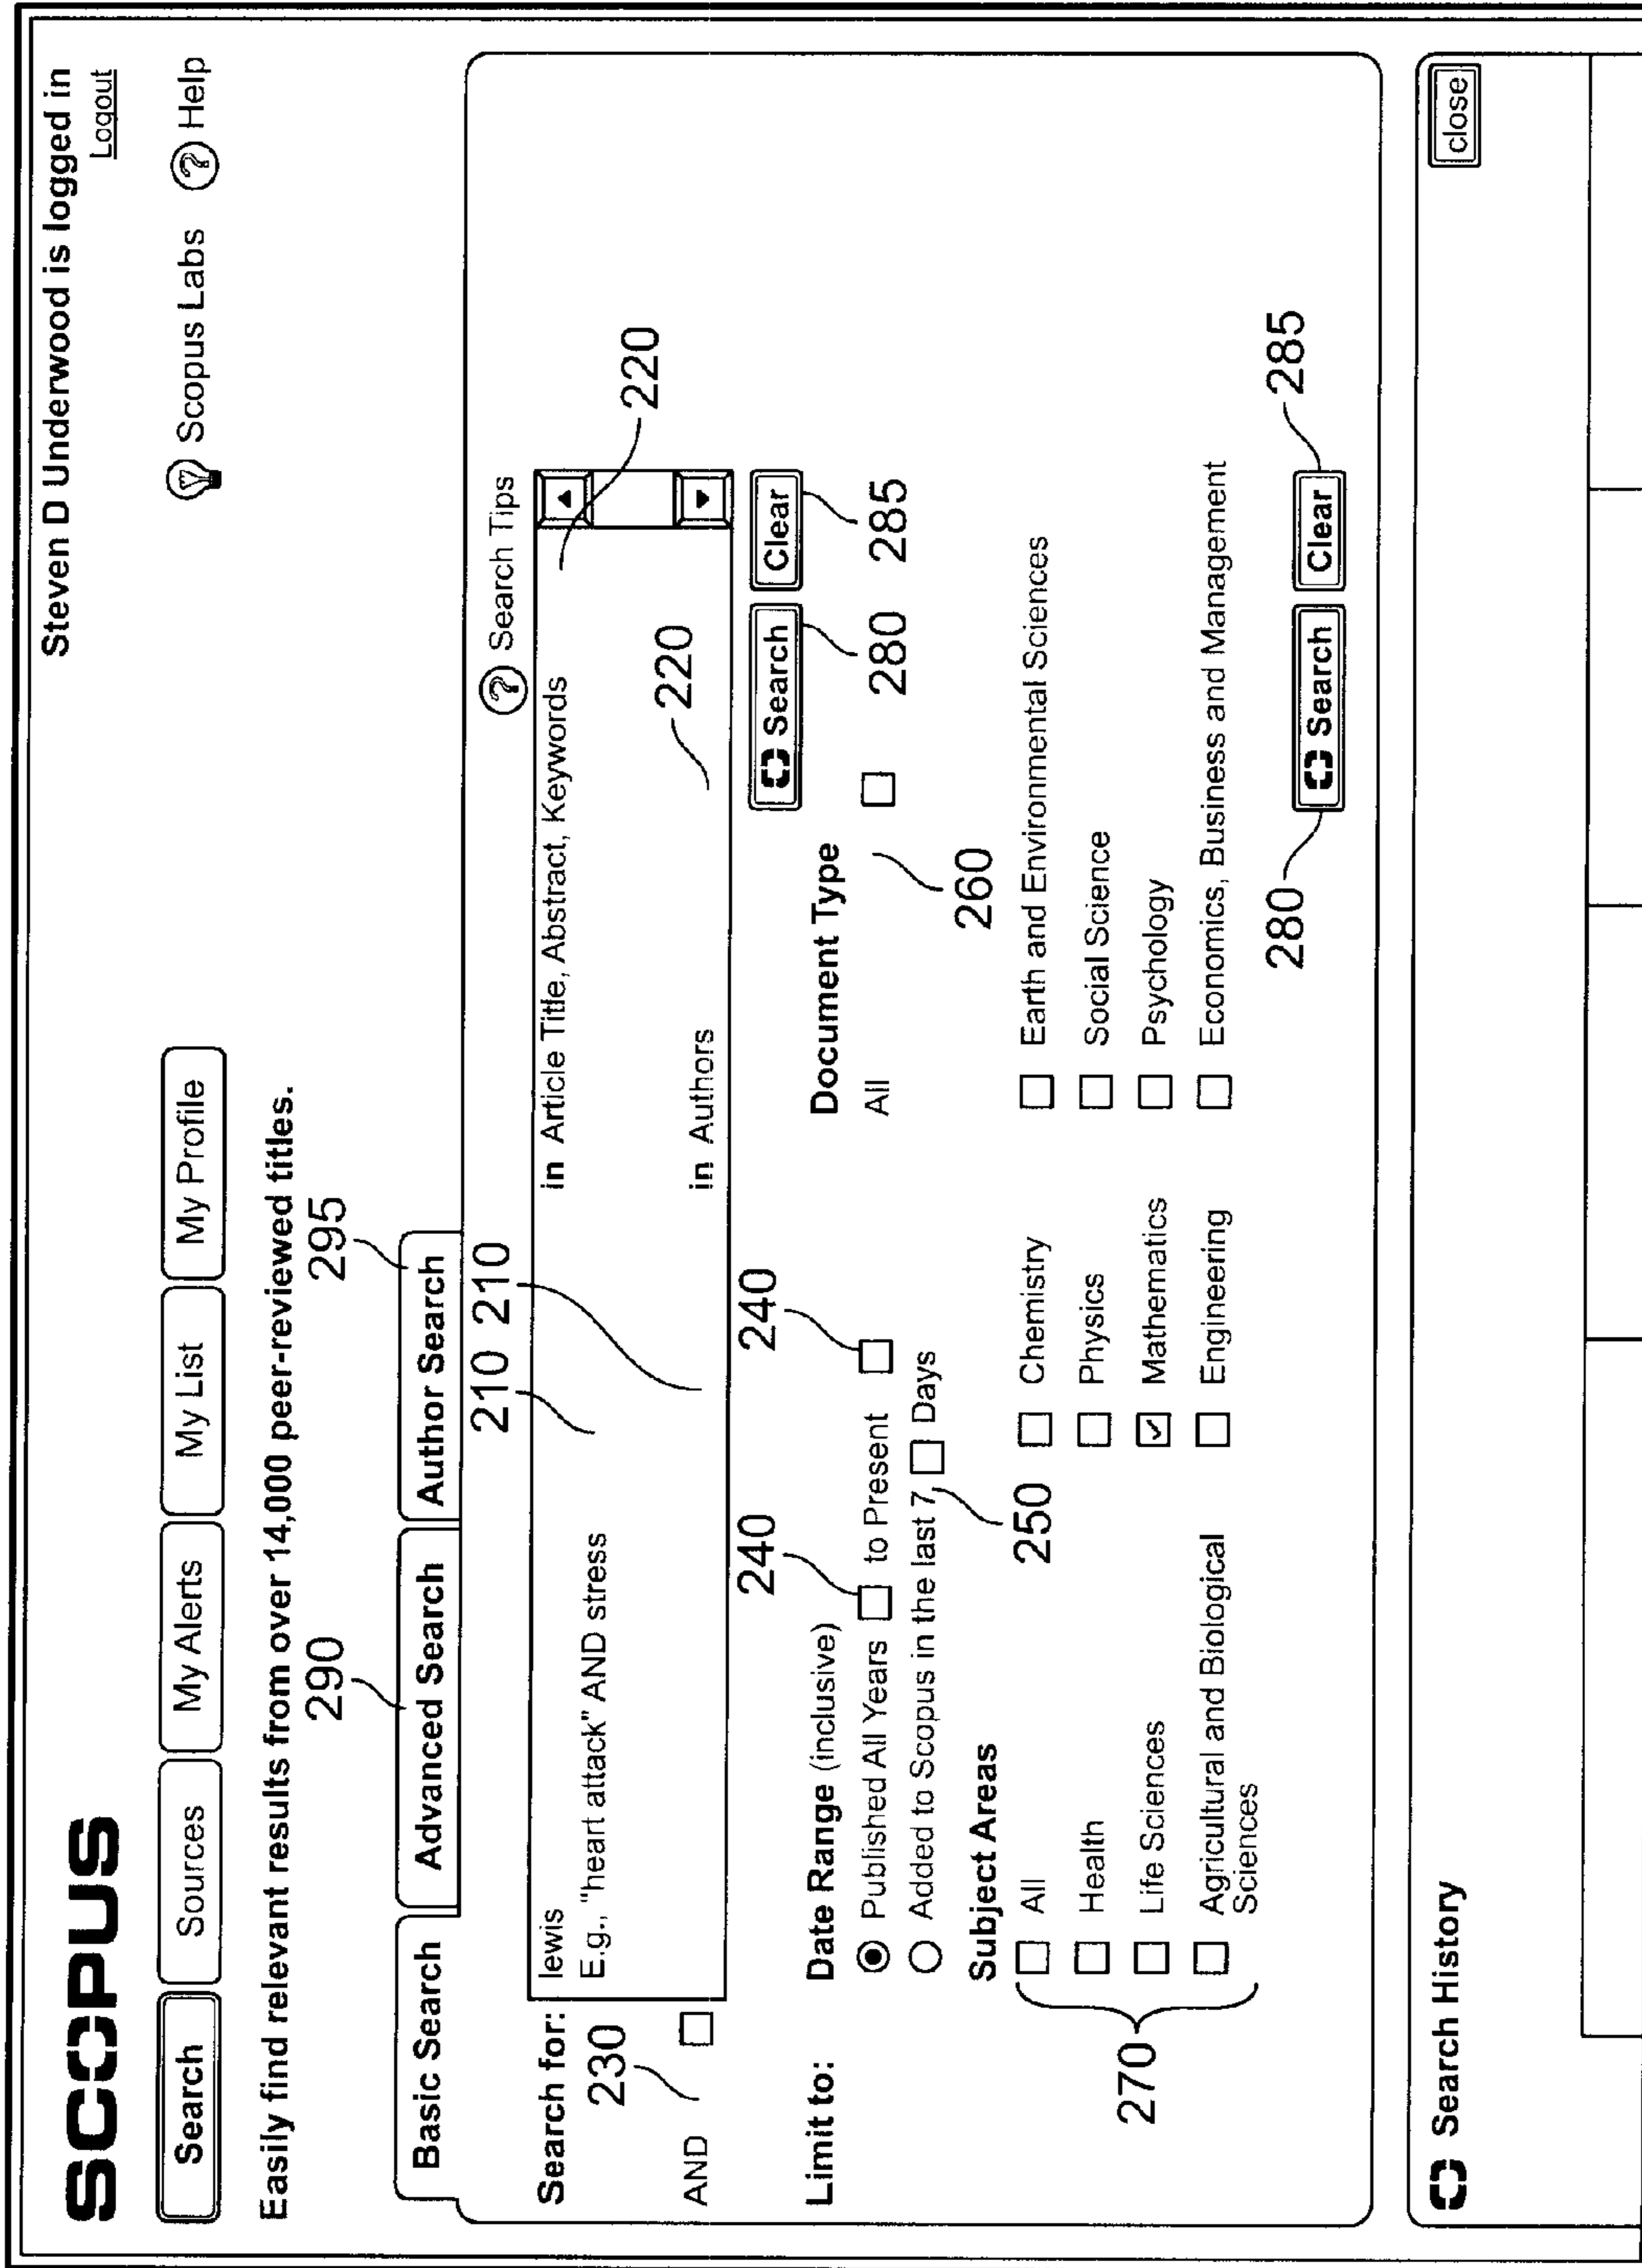 Steven D Underwood is logged in
Logout
SCOPUS
Scopus Labs ? Help
Search Sources My Alerts My List My Profile
Easily find relevant results from over 14,000 peer-reviewed titles.
290 295
Basic Search Advanced Search Author Search
210 210
? Search Tips
Search for: lewis in Article Title, Abstract, Keywords
E.g., "heart attack" AND stress
220
230
220
AND in Authors
240 240
Search Clear
Limit to: Date Range (inclusive) Document Type
Published All Years to Present All
280 285
Added to Scopus in the last 7, Days
260
Subject Areas
250
All Chemistry Earth and Environmental Sciences
Health Physics Social Science
270
Life Sciences Mathematics Psychology
Agricultural and Biological Engineering Economics, Business and Management
Sciences
280 285
Search Clear
Search History close